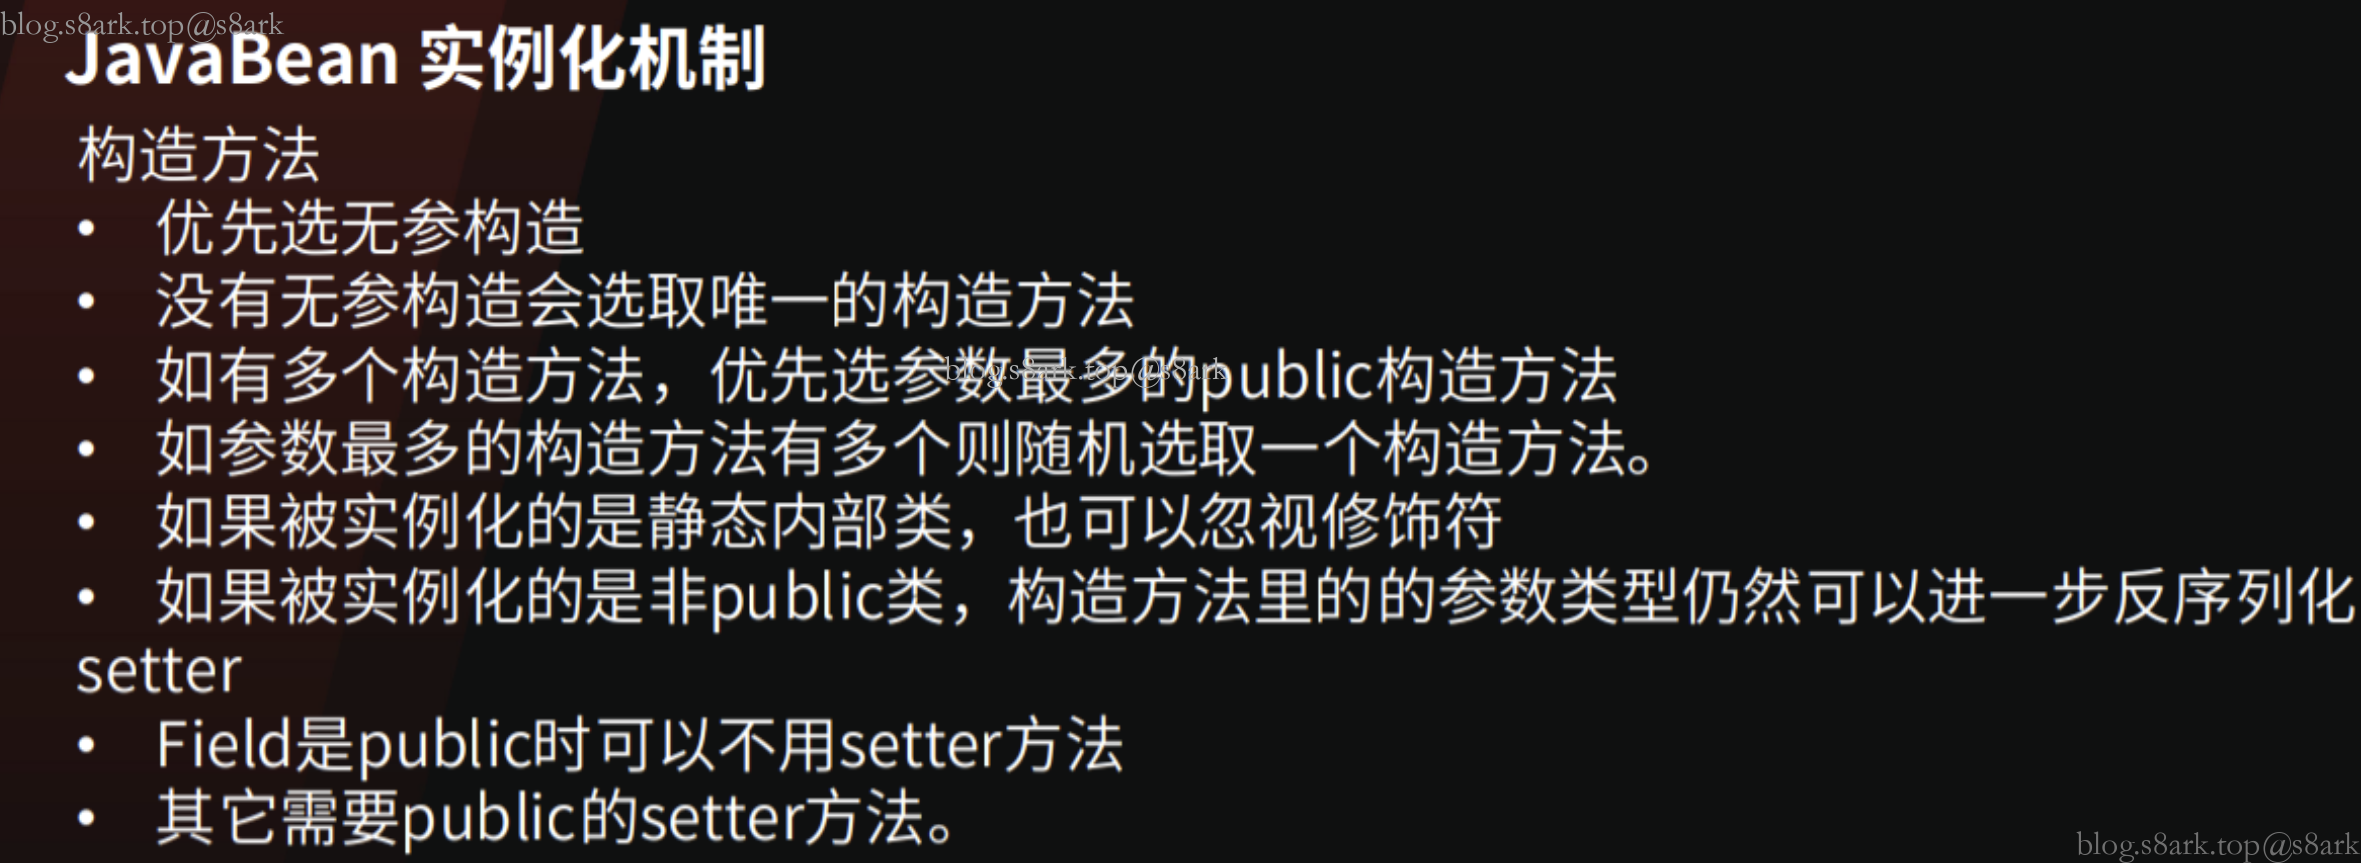 blog.s8ark.top@s8ark
JavaBean 实例化机制
构造方法
• 优先选无参构造
• 没有无参构造会选取唯一的构造方法
• 如有多个构造方法，优先选参数最多的public构造方法
blog.s8ark.top@s8ark
• 如参数最多的构造方法有多个则随机选取一个构造方法。
• 如果被实例化的是静态内部类，也可以忽视修饰符
• 如果被实例化的是非public类，构造方法里的的参数类型仍然可以进一步反序列化
setter
• Field是public时可以不用setter方法
• 其它需要public的setter方法。
blog.s8ark.top@s8ark